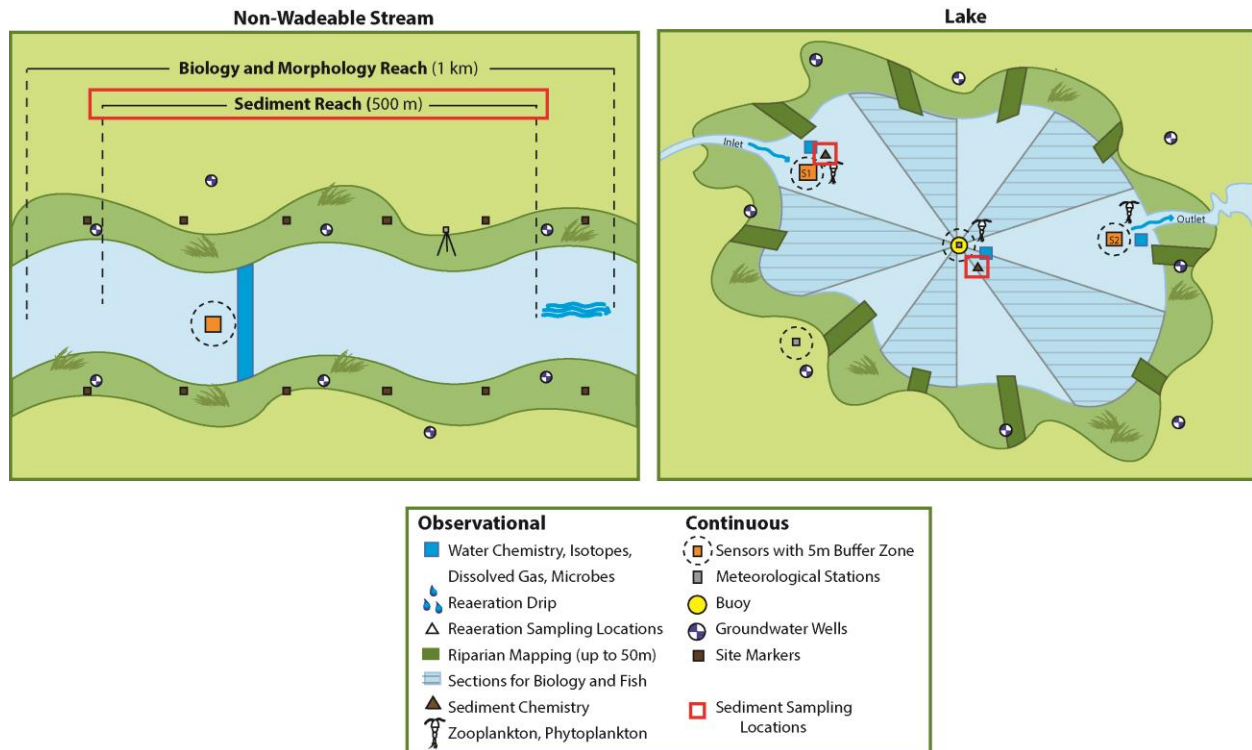 Non-Wadeable Stream
Biology and Morphology Reach (1 km)
Sediment Reach (500 m)
Lake
Inlet
S1
S2
Outlet
Observational
Water Chemistry, Isotopes,
Dissolved Gas, Microbes
Reaeration Drip
Reaeration Sampling Locations
Riparian Mapping (up to 50m)
Sections for Biology and Fish
Sediment Chemistry
Zooplankton, Phytoplankton
Continuous
Sensors with 5m Buffer Zone
Meteorological Stations
Buoy
Groundwater Wells
Site Markers
Sediment Sampling
Locations